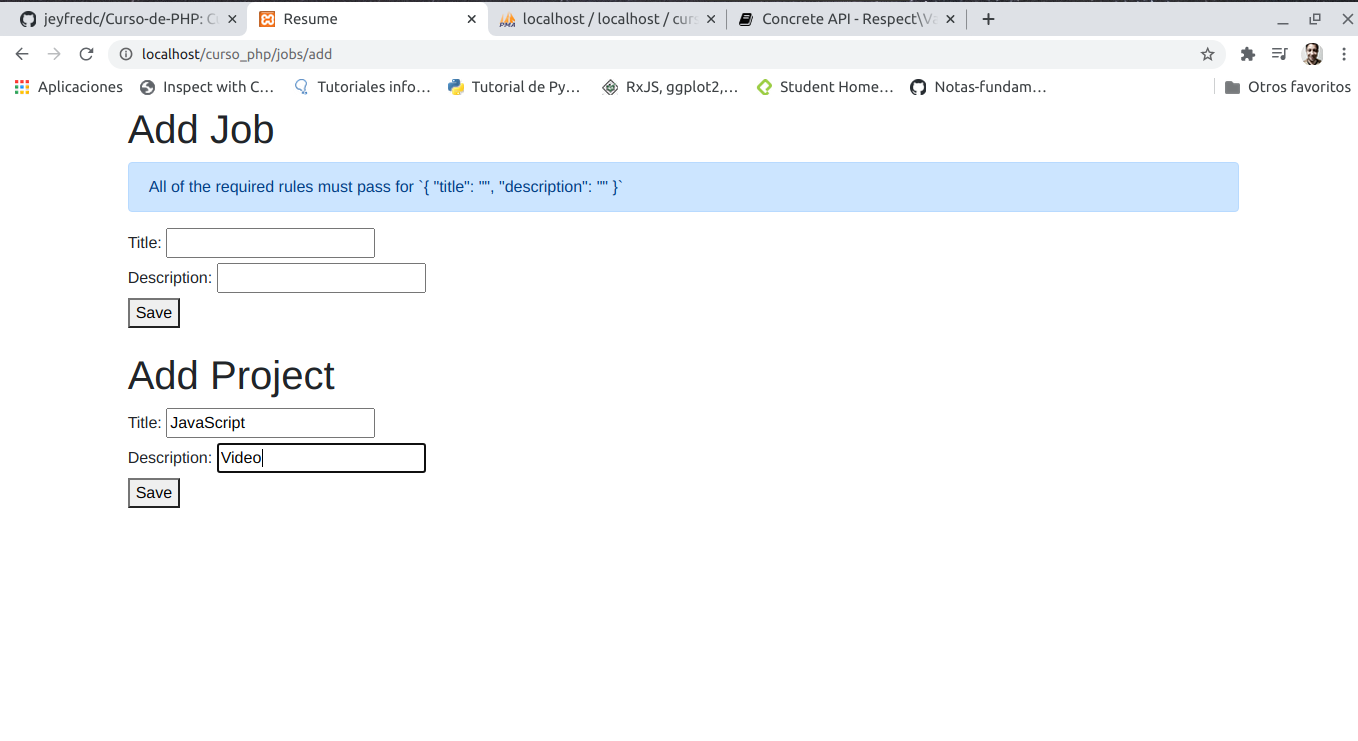 jeyfredc/Curso-de-PHP: Cu
Resume
localhost / localhost / curs
Concrete API - Respect\Va
localhost/curso_php/jobs/add
Aplicaciones
Inspect with C…
Tutoriales info…
Tutorial de Py…
RxJS, ggplot2,…
Student Home…
Notas-fundam…
Otros favoritos
Add Job
All of the required rules must pass for `{ "title": "", "description": "" }`
Title:
Description:
Save
Add Project
Title: JavaScript
Description: Video
Save